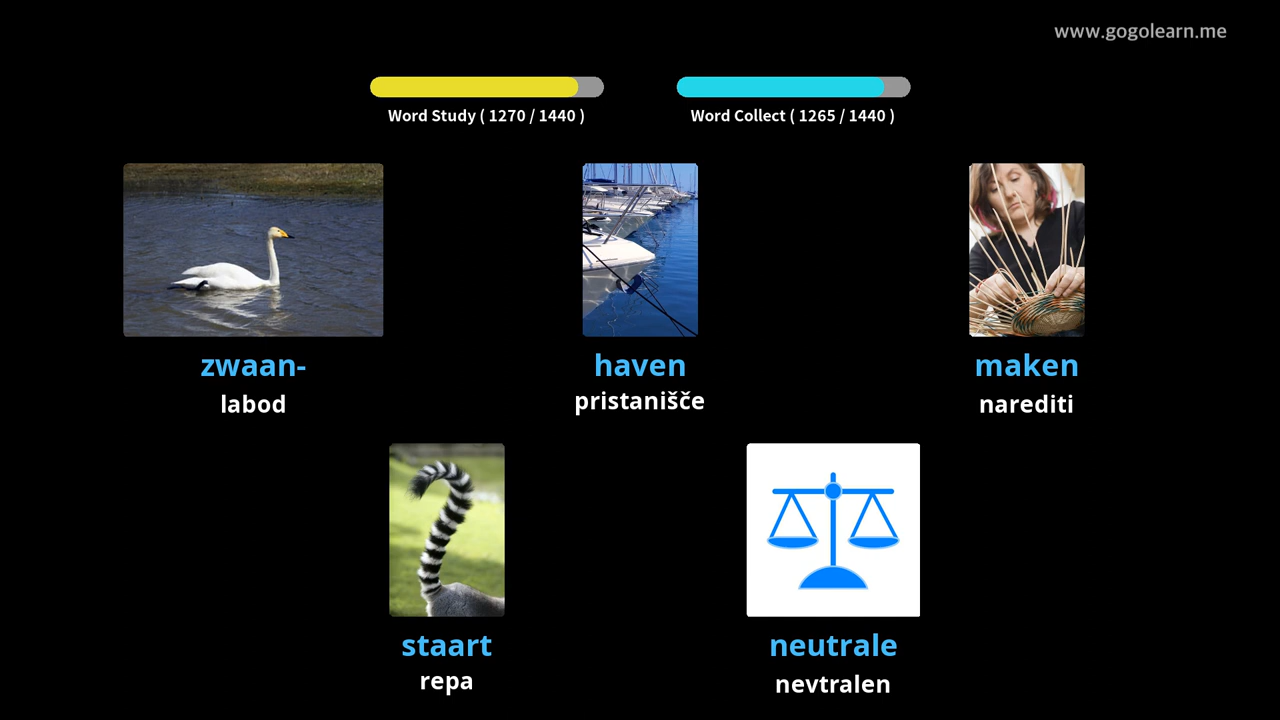 www.gogolearn.me
Word Study ( 1270 / 1440 )
Word Collect ( 1265 / 1440 )
zwaan-
labod
haven
pristanišče
maken
narediti
staart
repa
neutrale
nevtralen